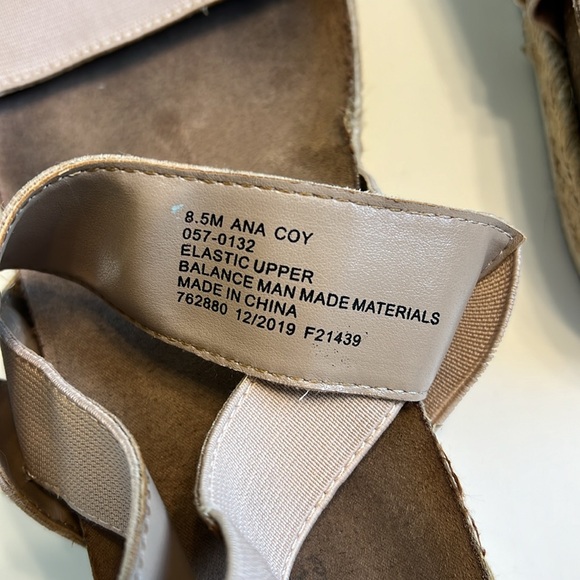 8.5M ANA COY
057-0132
ELASTIC UPPER
BALANCE MAN MADE MATERIALS
MADE IN CHINA
762880 12/2019 F21439